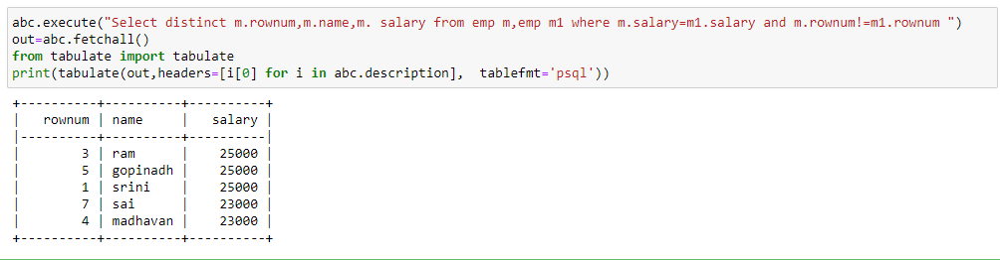 abc.execute("Select distinct m.rownum,m.name,m. salary from emp m,emp m1 where m.salary=m1.salary and m.rownum!=m1.rownum ")
out=abc.fetchall()
from tabulate import tabulate
print(tabulate(out,headers=[i[0] for i in abc.description],  tablefmt='psql'))
+----------+----------+----------+
|   rownum | name     |   salary |
|----------+----------+----------|
|        3 | ram      |    25000 |
|        5 | gopinadh |    25000 |
|        1 | srini    |    25000 |
|        7 | sai      |    23000 |
|        4 | madhavan |    23000 |
+----------+----------+----------+